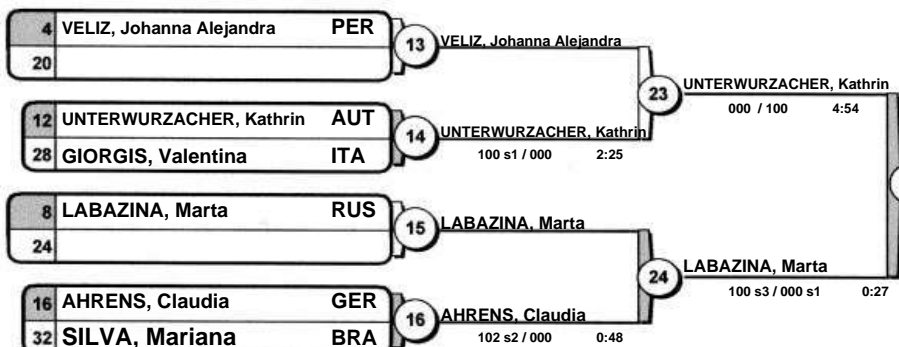 4 VELIZ, Johanna Alejandra PER
20
13 VELIZ, Johanna Alejandra
12 UNTERWURZACHER, Kathrin AUT
28 GIORGIS, Valentina ITA
14 UNTERWURZACHER, Kathrin
100 s1 / 000 2:25
23 UNTERWURZACHER, Kathrin
000 / 100 4:54
8 LABAZINA, Marta RUS
24
15 LABAZINA, Marta
16 AHRENS, Claudia GER
32 SILVA, Mariana BRA
16 AHRENS, Claudia
102 s2 / 000 0:48
24 LABAZINA, Marta
100 s3 / 000 s1 0:27